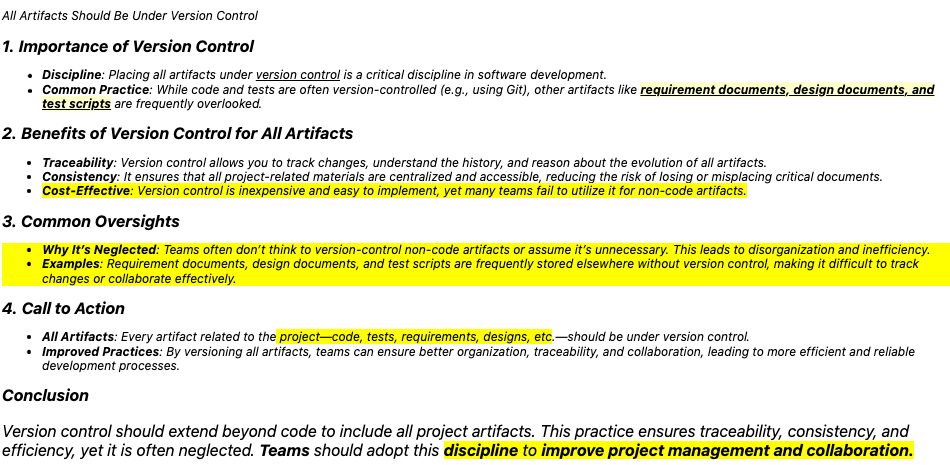 All Artifacts Should Be Under Version Control
1. Importance of Version Control
• Discipline: Placing all artifacts under version control is a critical discipline in software development.
• Common Practice: While code and tests are often version-controlled (e.g., using Git), other artifacts like requirement documents, design documents, and
test scripts are frequently overlooked.
2. Benefits of Version Control for All Artifacts
• Traceability: Version control allows you to track changes, understand the history, and reason about the evolution of all artifacts.
• Consistency: It ensures that all project-related materials are centralized and accessible, reducing the risk of losing or misplacing critical documents.
• Cost-Effective: Version control is inexpensive and easy to implement, yet many teams fail to utilize it for non-code artifacts.
3. Common Oversights
• Why It's Neglected: Teams often don't think to version-control non-code artifacts or assume it's unnecessary. This leads to disorganization and inefficiency.
• Examples: Requirement documents, design documents, and test scripts are frequently stored elsewhere without version control, making it difficult to track
changes or collaborate effectively.
4. Call to Action
• All Artifacts: Every artifact related to the project—code, tests, requirements, designs, etc.—should be under version control.
• Improved Practices: By versioning all artifacts, teams can ensure better organization, traceability, and collaboration, leading to more efficient and reliable
development processes.
Conclusion
Version control should extend beyond code to include all project artifacts. This practice ensures traceability, consistency, and
efficiency, yet it is often neglected. Teams should adopt this discipline to improve project management and collaboration.